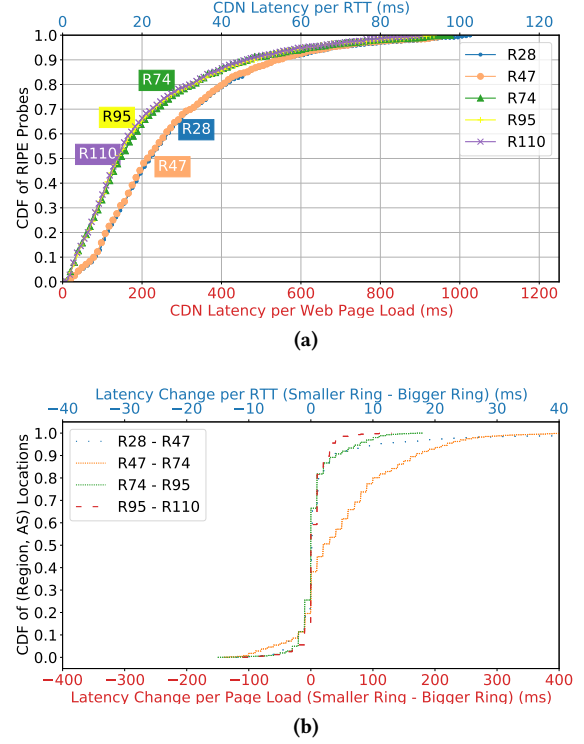 CDN Latency per RTT (ms)
0 20 40 60 80 100 120
1.0
0.9
0.8
0.7
0.6
0.5
0.4
0.3
0.2
0.1
0.0
CDF of RIPE Probes
R74
R95
R28
R110
R47
R28
R47
R74
R95
R110
0 200 400 600 800 1000 1200
CDN Latency per Web Page Load (ms)
(a)
Latency Change per RTT (Smaller Ring - Bigger Ring) (ms)
−40 −30 −20 −10 0 10 20 30 40
1.0
0.9
0.8
0.7
0.6
0.5
0.4
0.3
0.2
0.1
0.0
CDF of (Region, AS) Locations
R28 - R47
R47 - R74
R74 - R95
R95 - R110
−400 −300 −200 −100 0 100 200 300 400
Latency Change per Page Load (Smaller Ring - Bigger Ring) (ms)
(b)